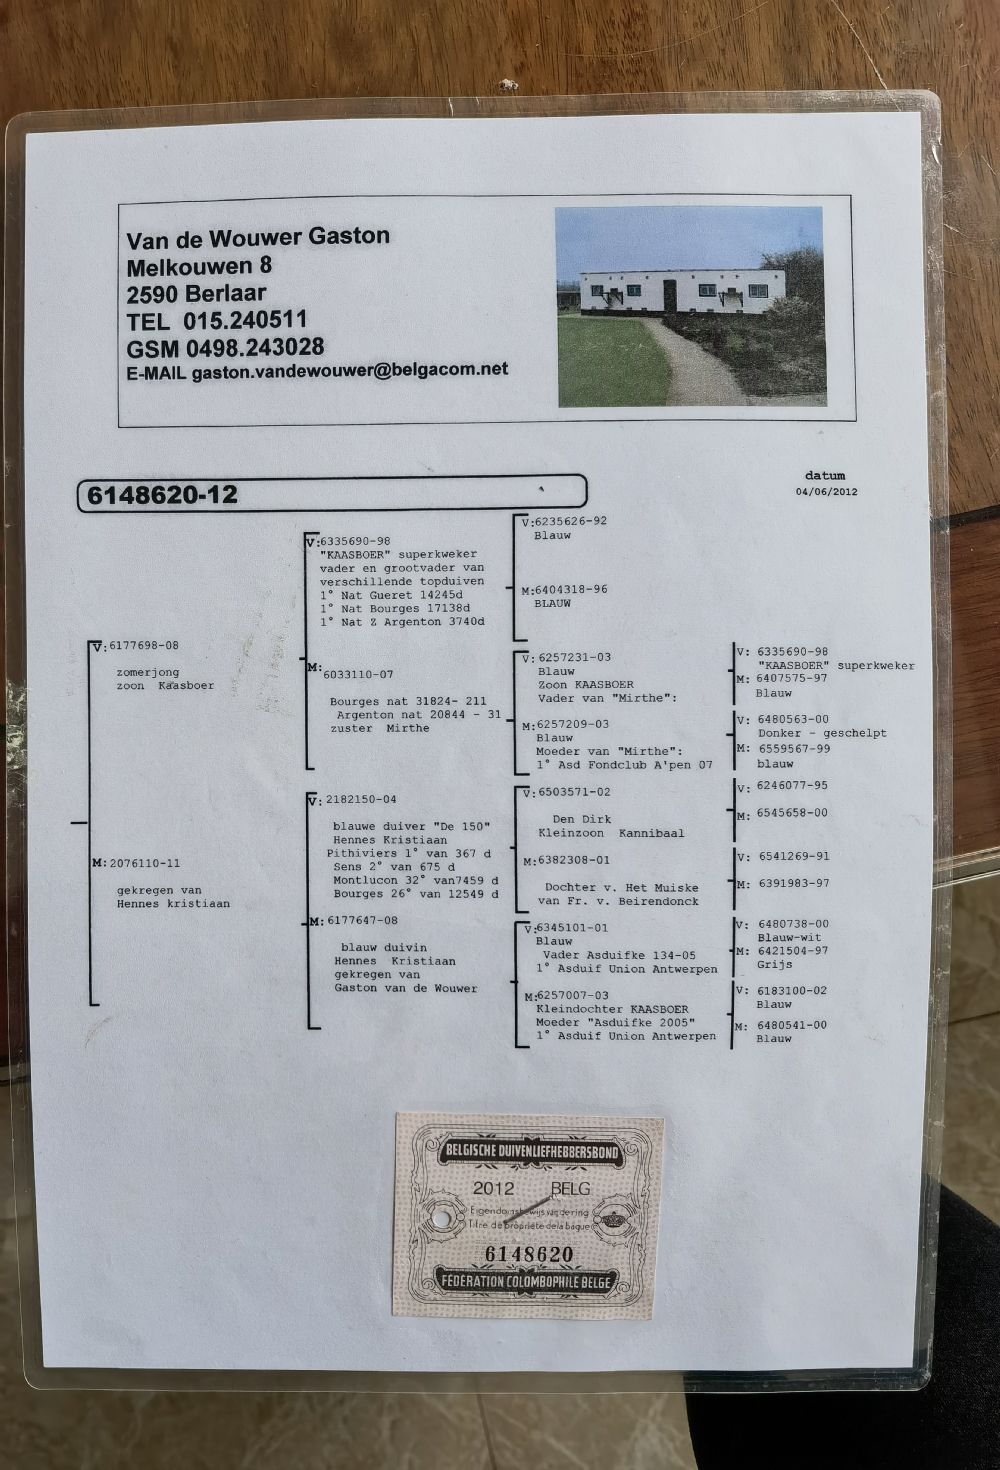 Van de Wouwer Gaston
Melkouwen 8
2590 Berlaar
TEL 015.240511
GSM 0498.243028
E-MAIL gaston.vandewouwer@belgacom.net
datum
04/06/2012
6148620-12
V:6177698-08
zomerjong
zoon Kaasboer
M:2076110-11
gekregen van
Hennes kristiaan
V:6335690-98
"KAASBOER" superkweker
vader en grootvader van
verschillende topduiven
1° Nat Gueret 14245d
1° Nat Bourges 17138d
1° Nat Z Argenton 3740d
M:6033110-07
Bourges nat 31824- 211
Argenton nat 20844 - 31
zuster Mirthe
V: 2182150-04
blauwe duiver "De 150"
Hennes Kristiaan
Pithiviers 1° van 367 d
Sens 2° van 675 d
Montlucon 32° van7459 d
Bourges 26° van 12549 d
M: 6177647-08
blauw duivin
Hennes Kristiaan
gekregen van
Gaston van de Wouwer
V:6235626-92
Blauw
M:6404318-96
BLAUW
V: 6257231-03
Blauw
Zoon KAASBOER
Vader van "Mirthe":
M:6257209-03
Blauw
Moeder van "Mirthe":
1° Asd Fondclub A'pen 07
V: 6503571-02
Den Dirk
Kleinzoon Kannibaal
M:6382308-01
Dochter v. Het Muiske
van Fr. v. Beirendonck
V:6345101-01
Blauw
Vader Asduifke 134-05
1° Asduif Union Antwerpen
M:6257007-03
Kleindochter KAASBOER
Moeder "Asduifke 2005"
1° Asduif Union Antwerpen
V: 6335690-98
"KAASBOER" superkweker
M: 6407575-97
Blauw
V: 6480563-00
Donker - geschelpt
M: 6559567-99
blauw
V: 6246077-95
M: 6545658-00
V: 6541269-91
M: 6391983-97
V: 6480738-00
Blauw-wit
M: 6421504-97
Grijs
V: 6183100-02
Blauw
M: 6480541-00
Blauw
BELGISCHE DUIVENLIEFHEBBERSBOND
2012 BELG
Eigendomsbewijs van de ring
Titre de propriété de la bague
6148620
FÉDÉRATION COLOMBOPHILE BELGE